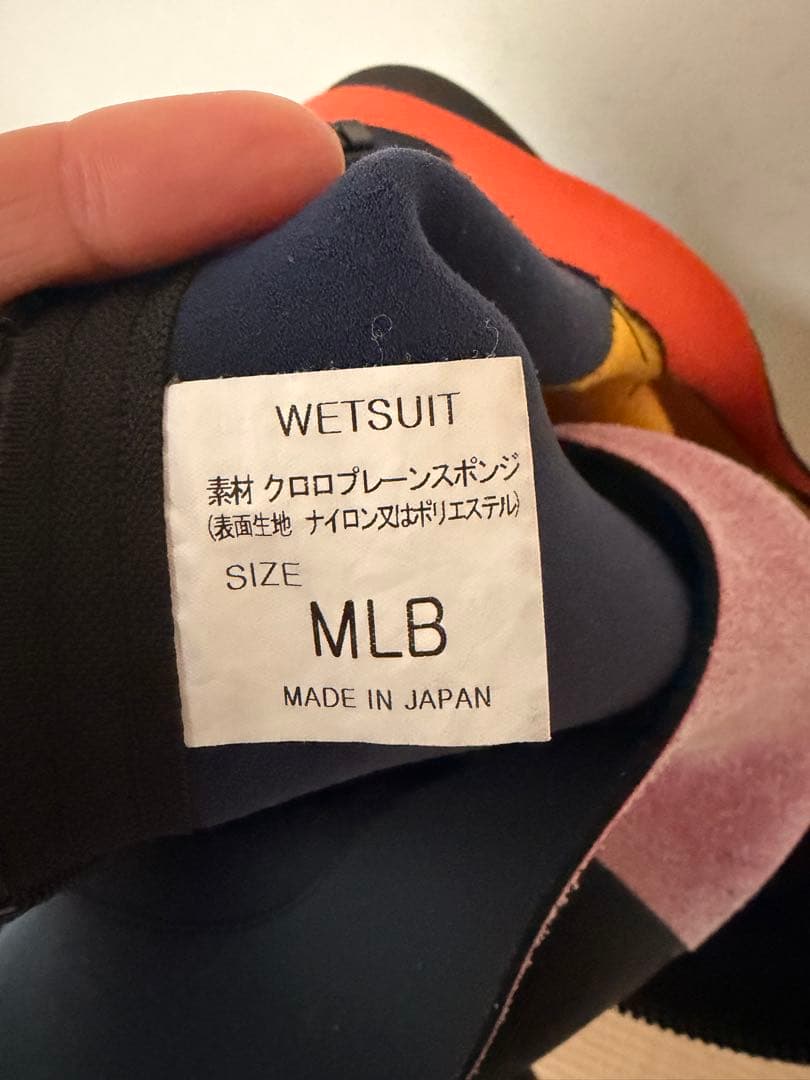 WETSUIT
素材 クロロプレーンスポンジ
(表面生地 ナイロン又はポリエステル)
SIZE
MLB
MADE IN JAPAN